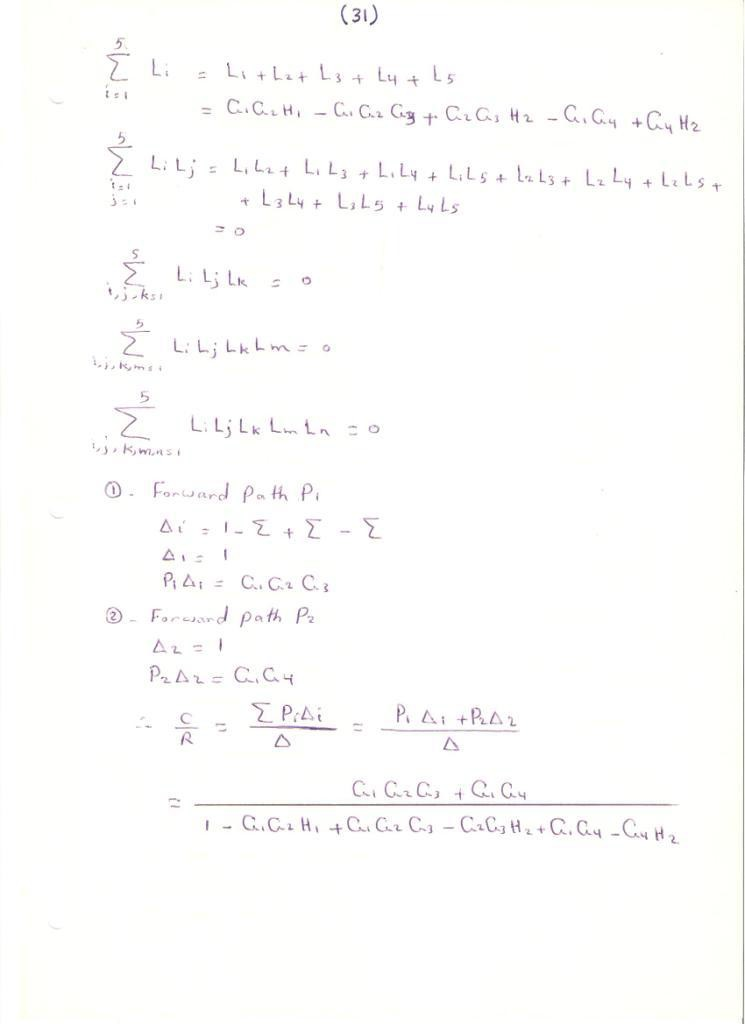 (31)
5
Σ Li = L1 + L2 + L3 + L4 + L5
i=1
= G1G2H1 − G1G2G3 + G2G3H2 − G1G4 + G4H2
5
Σ LiLj = L1L2 + L1L3 + L1L4 + L1L5 + L2L3 + L2L4 + L2L5 +
i=1
j=1
+ L3L4 + L3L5 + L4L5
= 0
5
Σ LiLjLk = 0
i,j,k=1
5
Σ LiLjLkLm = 0
i,j,k,m=1
5
Σ LiLjLkLmLn = 0
i,j,k,m,n=1
① - Forward path P1
Δi = 1 − Σ + Σ − Σ
Δ1 = 1
P1Δ1 = G1G2G3
② - Forward path P2
Δ2 = 1
P2Δ2 = G1G4
∴ C/R = ΣPiΔi/Δ = P1Δ1 + P2Δ2/Δ
= G1G2G3 + G1G4
1 − G1G2H1 + G1G2G3 − G2G3H2 + G1G4 − G4H2